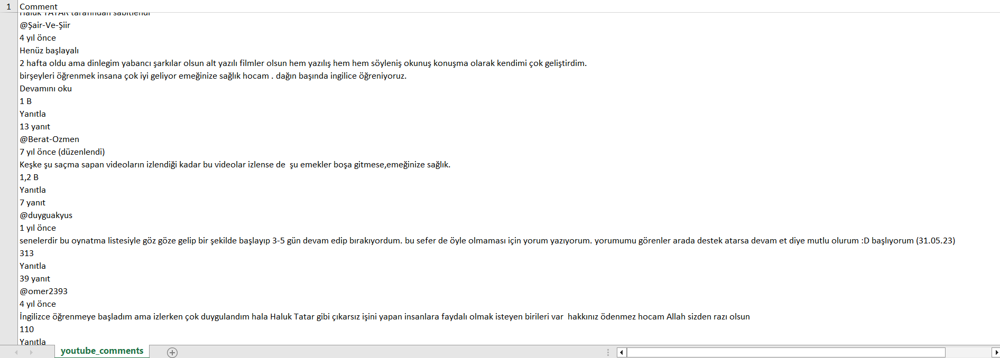 1 Comment
Haluk TATAR tarafından sabitlendi
@Şair-Ve-Şiir
4 yıl önce
Henüz başlayalı
2 hafta oldu ama dinlegim yabancı şarkılar olsun alt yazılı filmler olsun hem yazılış hem hem söyleniş okunuş konuşma olarak kendimi çok geliştirdim.
birşeyleri öğrenmek insana çok iyi geliyor emeğinize sağlık hocam . dağın başında ingilice öğreniyoruz.
Devamını oku
1 B
Yanıtla
13 yanıt
@Berat-Ozmen
7 yıl önce (düzenlendi)
Keşke şu saçma sapan videoların izlendiği kadar bu videolar izlense de  şu emekler boşa gitmese,emeğinize sağlık.
1,2 B
Yanıtla
7 yanıt
@duyguakyus
1 yıl önce
senelerdir bu oynatma listesiyle göz göze gelip bir şekilde başlayıp 3-5 gün devam edip bırakıyordum. bu sefer de öyle olmaması için yorum yazıyorum. yorumumu görenler arada destek atarsa devam et diye mutlu olurum :D başlıyorum (31.05.23)
313
Yanıtla
39 yanıt
@omer2393
4 yıl önce
İngilizce öğrenmeye başladım ama izlerken çok duygulandım hala Haluk Tatar gibi çıkarsız işini yapan insanlara faydalı olmak isteyen birileri var  hakkınız ödenmez hocam Allah sizden razı olsun
110
Yanıtla
youtube_comments